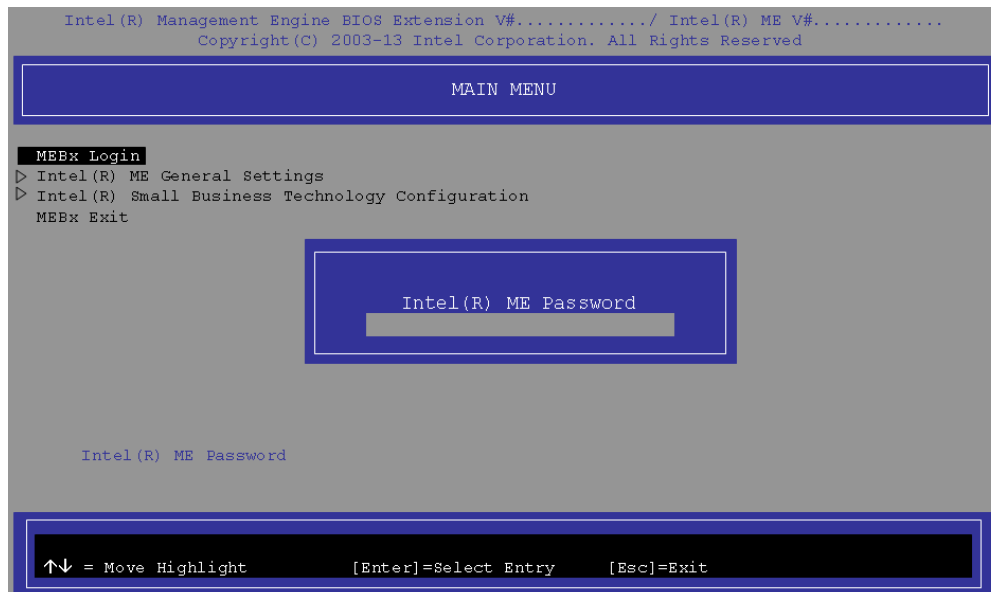 Intel(R) Management Engine BIOS Extension V#............./ Intel(R) ME V#.............
Copyright(C) 2003-13 Intel Corporation. All Rights Reserved
MAIN MENU
MEBx Login
▷ Intel(R) ME General Settings
▷ Intel(R) Small Business Technology Configuration
MEBx Exit
Intel(R) ME Password
Intel(R) ME Password
↑↓ = Move Highlight [Enter]=Select Entry [Esc]=Exit